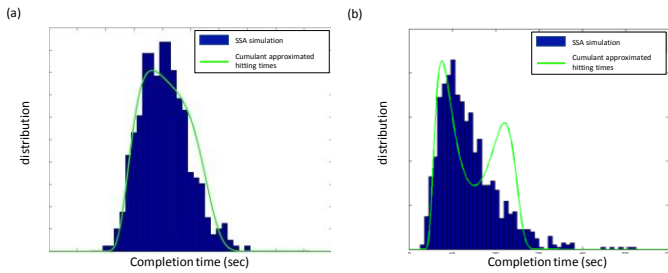 (a)
SSA simulation
Cumulant approximated
hitting times
distribution
Completion time (sec)
(b)
SSA simulation
Cumulant approximated
hitting times
distribution
Completion time (sec)